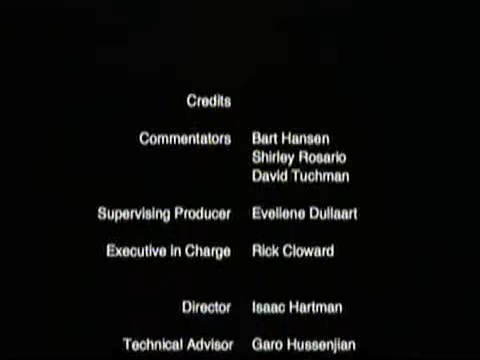 Credits
Commentators Bart Hansen
Shirley Rosario
David Tuchman
Supervising Producer Eveliene Dullaart
Executive in Charge Rick Cloward
Director Isaac Hartman
Technical Advisor Garo Hussenjian